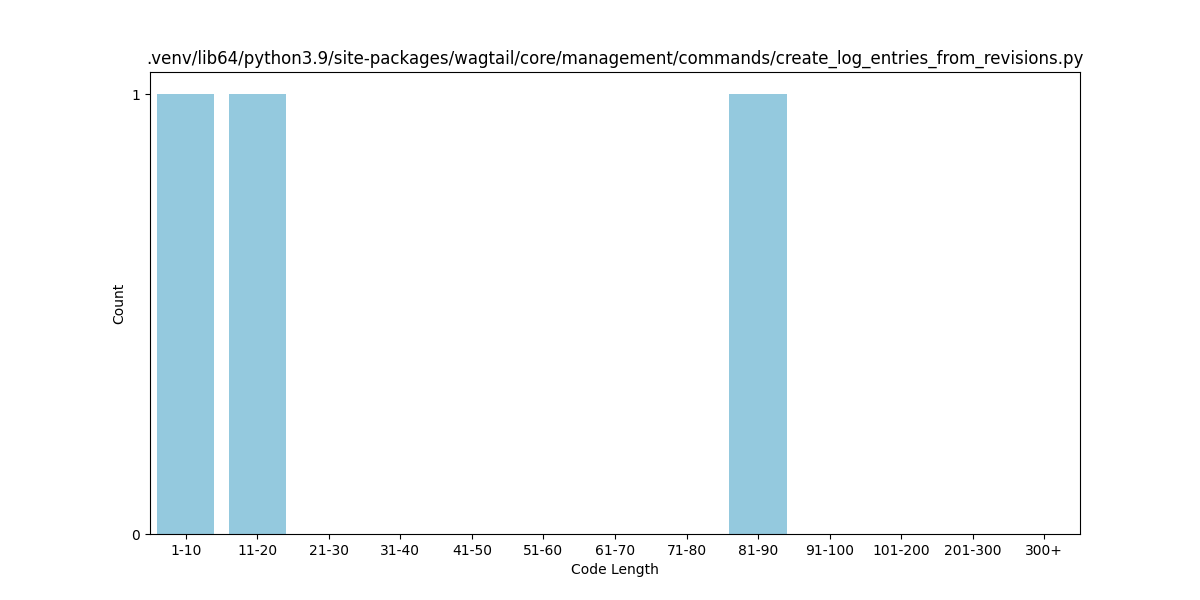 .venv/lib64/python3.9/site-packages/wagtail/core/management/commands/create_log_entries_from_revisions.py
1
Count
0
1-10 11-20 21-30 31-40 41-50 51-60 61-70 71-80 81-90 91-100 101-200 201-300 300+
Code Length